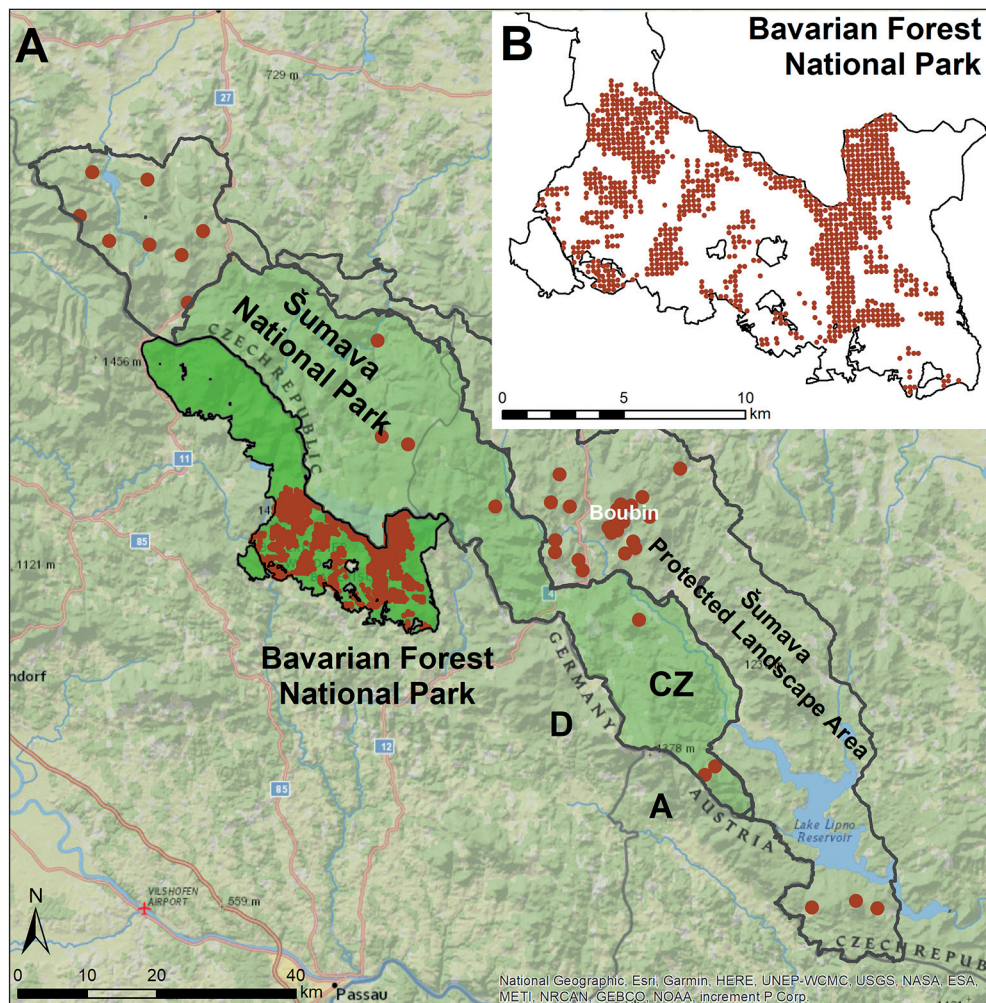 A
B
Bavarian Forest
National Park
729 m
27
0
5
10
km
Šumava
National Park
CZECH REPUBLIC
1456 m
11
85
1121 m
Boubin
Šumava
Protected Landscape Area
4
Bavarian Forest
National Park
GERMANY
CZ
D
1378 m
12
85
A
AUSTRIA
Lake Lipno
Reservoir
VILSHOFEN
AIRPORT
559 m
N
CZECH REPUB
0
10
20
40
km
Passau
National Geographic, Esri, Garmin, HERE, UNEP-WCMC, USGS, NASA, ESA,
METI, NRCAN, GEBCO, NOAA, increment P Corp.